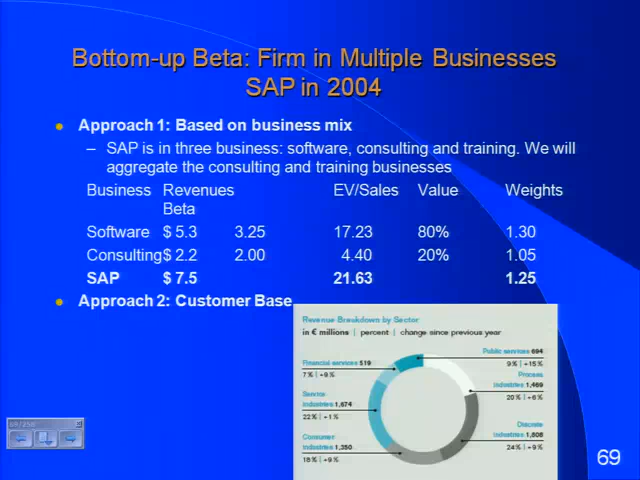 Bottom-up Beta: Firm in Multiple Businesses
SAP in 2004
Approach 1: Based on business mix
– SAP is in three business: software, consulting and training. We will
aggregate the consulting and training businesses
Business Revenues EV/Sales Value Weights
Beta
Software $ 5.3 3.25 17.23 80% 1.30
Consulting $ 2.2 2.00 4.40 20% 1.05
SAP $ 7.5 21.63 1.25
Approach 2: Customer Base
Revenue Breakdown by Sector
in € millions | percent | change since previous year
Public services 694
9% | +15%
Financial services 519
7% | +9%
Process
industries 1,469
20% | +6%
Service
industries 1,674
22% | +1%
Discrete
industries 1,808
24% | +9%
Consumer
industries 1,350
18% | +9%
69